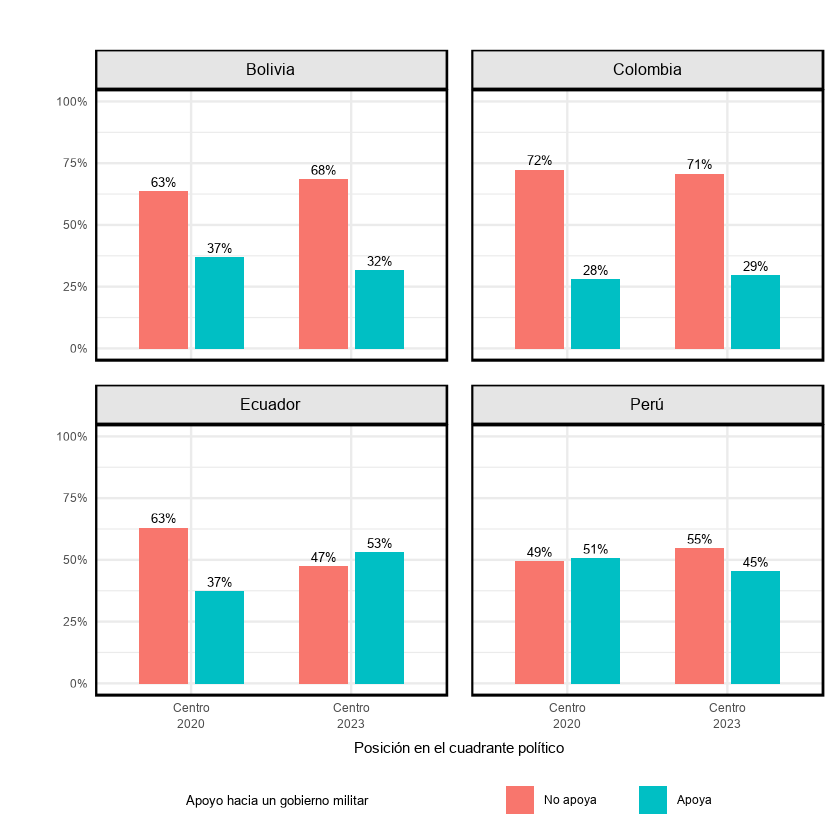 Bolivia
Colombia
100%
75%
50%
25%
0%
63%
37%
68%
32%
72%
28%
71%
29%
Ecuador
Perú
100%
75%
50%
25%
0%
63%
37%
47%
53%
49%
51%
55%
45%
Centro
2020
Centro
2023
Centro
2020
Centro
2023
Posición en el cuadrante político
Apoyo hacia un gobierno militar
No apoya
Apoya